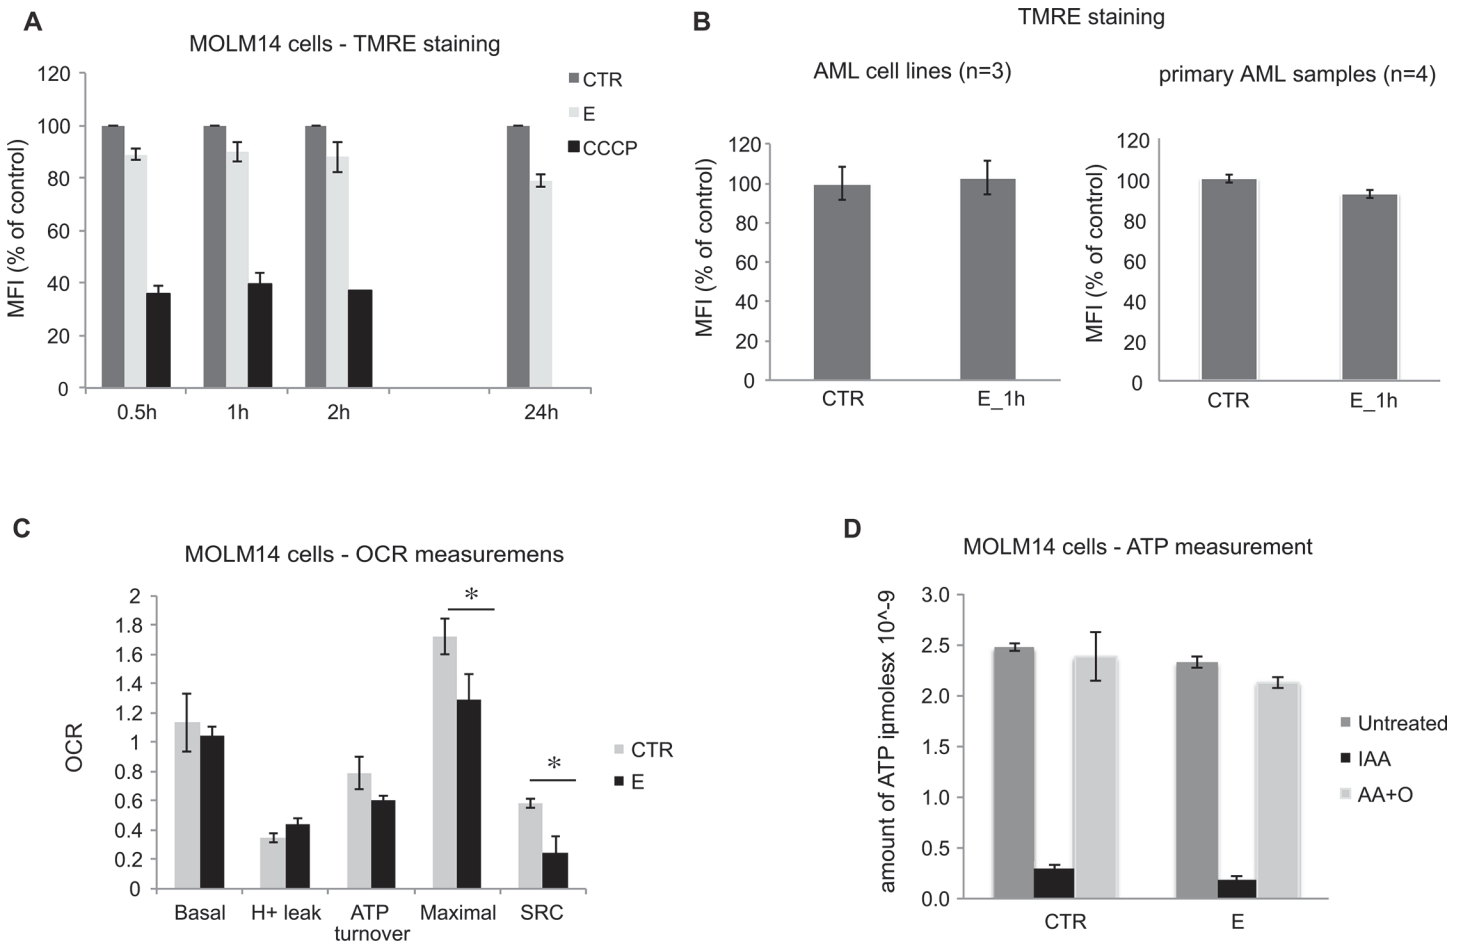 A
MOLM14 cells - TMRE staining
MFI (% of control)
120
100
80
60
40
20
0
0.5h
1h
2h
24h
CTR
E
CCCP
B
TMRE staining
AML cell lines (n=3)
MFI (% of control)
120
100
80
60
40
20
0
CTR
E_1h
primary AML samples (n=4)
MFI (% of control)
120
100
80
60
40
20
0
CTR
E_1h
C
MOLM14 cells - OCR measuremens
OCR
2
1.8
1.6
1.4
1.2
1
0.8
0.6
0.4
0.2
0
*
*
Basal
H+ leak
ATP
turnover
Maximal
SRC
CTR
E
D
MOLM14 cells - ATP measurement
amount of ATP ipmolesx 10^-9
3.0
2.5
2.0
1.5
1.0
0.5
0.0
CTR
E
Untreated
IAA
AA+O